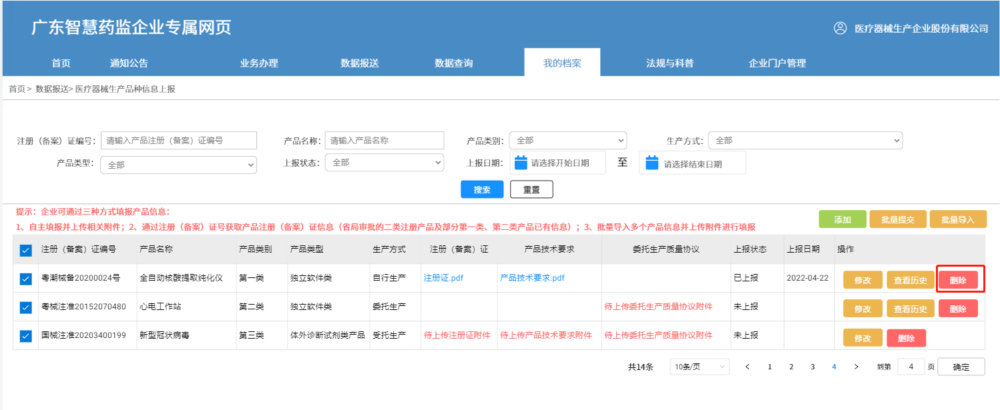 广东智慧药监企业专属网页
医疗器械生产企业股份有限公司
首页 通知公告 业务办理 数据报送 数据查询 我的档案 法规与科普 企业门户管理
首页> 数据报送> 医疗器械生产品种信息上报
注册（备案）证编号: 请输入产品注册（备案）证编号 产品名称: 请输入产品名称 产品类别: 全部 生产方式: 全部
产品类型: 全部 上报状态: 全部 上报日期: 请选择开始日期 至 请选择结束日期
搜索 重置
提示：企业可通过三种方式填报产品信息:
1、自主填报并上传相关附件；2、通过注册（备案）证号获取产品注册（备案）证信息（省局审批的二类注册产品及部分第一类、第二类产品已有信息）；3、批量导入多个产品信息并上传附件进行填报
添加 批量提交 批量导入
注册（备案）证编号 产品名称 产品类别 产品类型 生产方式 注册（备案）证 产品技术要求 委托生产质量协议 上报状态 上报日期 操作
粤潮械备20200024号 全自动核酸提取纯化仪 第一类 独立软件类 自行生产 注册证.pdf 产品技术要求.pdf 已上报 2022-04-22 修改 查看历史 删除
粤械注准20152070480 心电工作站 第二类 独立软件类 委托生产 待上传委托生产质量协议附件 未上报 修改 查看历史 删除
国械注准20203400199 新型冠状病毒 第三类 体外诊断试剂类产品 受托生产 待上传注册证附件 待上传产品技术要求附件 待上传委托生产质量协议附件 未上报 修改 删除
共14条 10条/页 < 1 2 3 4 > 到第 4 页 确定